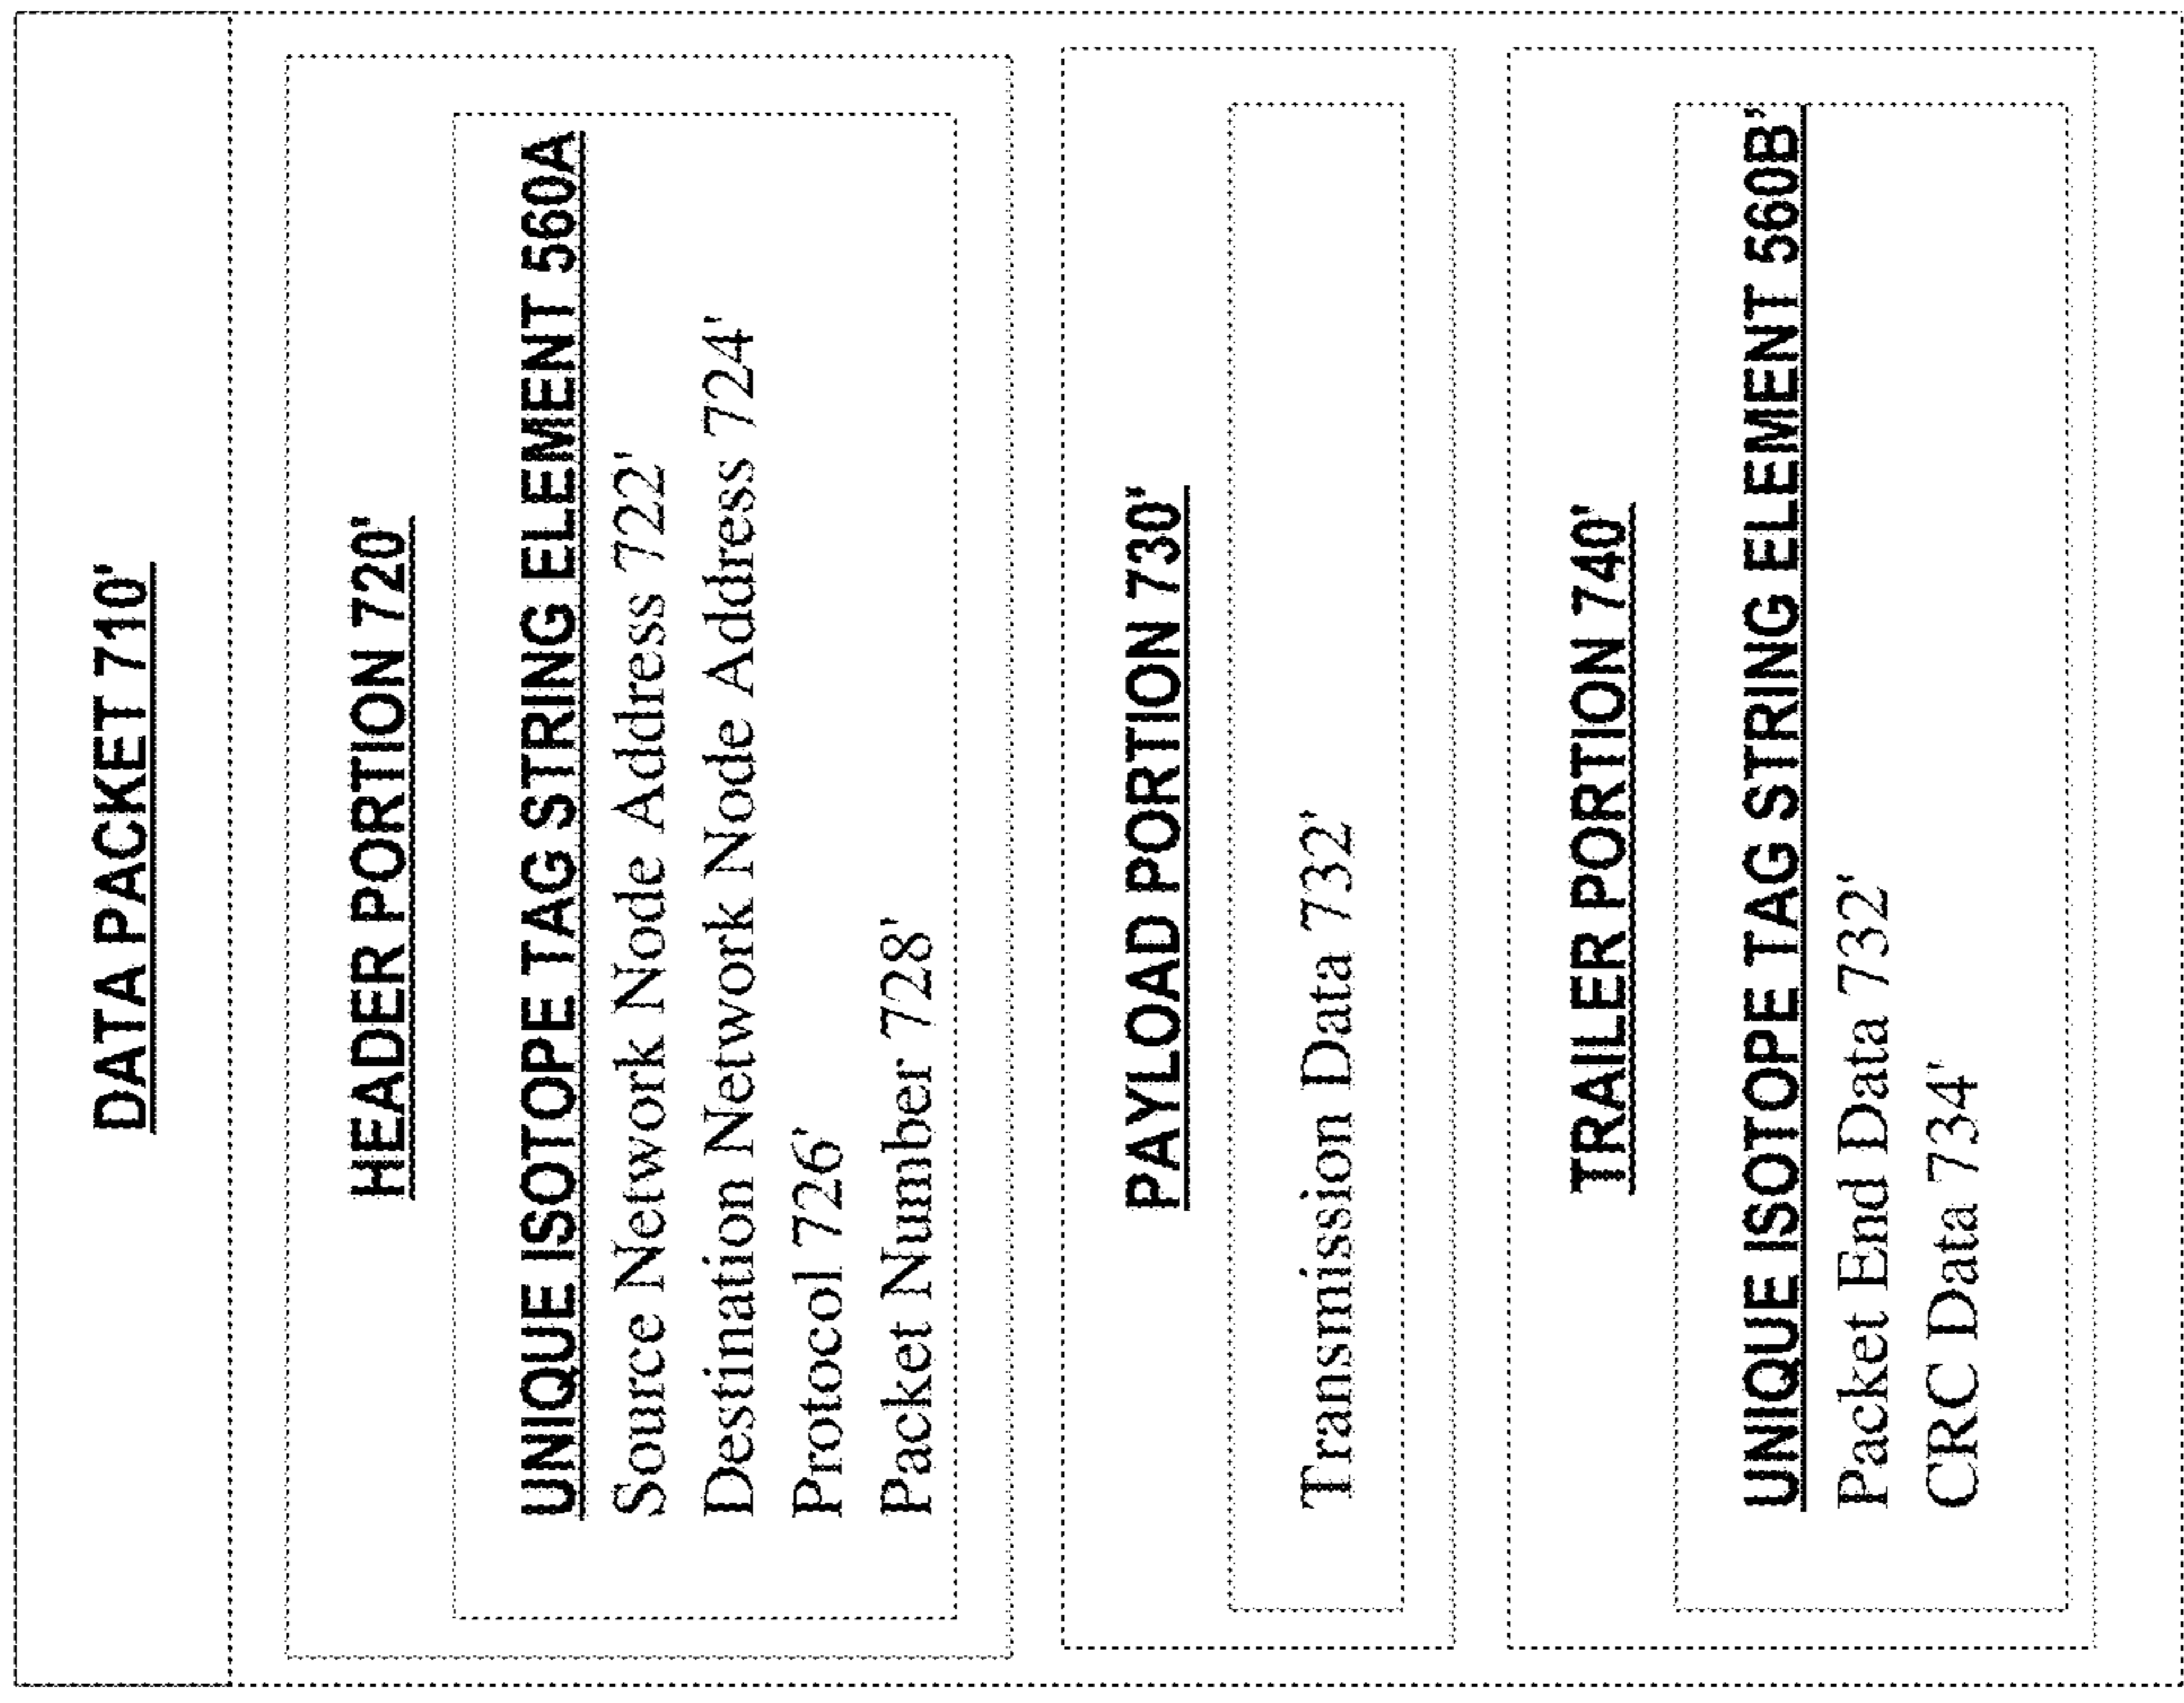 DATA PACKET 710'
HEADER PORTION 720'
UNIQUE ISOTOPE TAG STRING ELEMENT 560A
Source Network Node Address 722'
Destination Network Node Address 724'
Protocol 726'
Packet Number 728'
PAYLOAD PORTION 730'
Transmission Data 732'
TRAILER PORTION 740'
UNIQUE ISOTOPE TAG STRING ELEMENT 560B'
Packet End Data 732'
CRC Data 734'